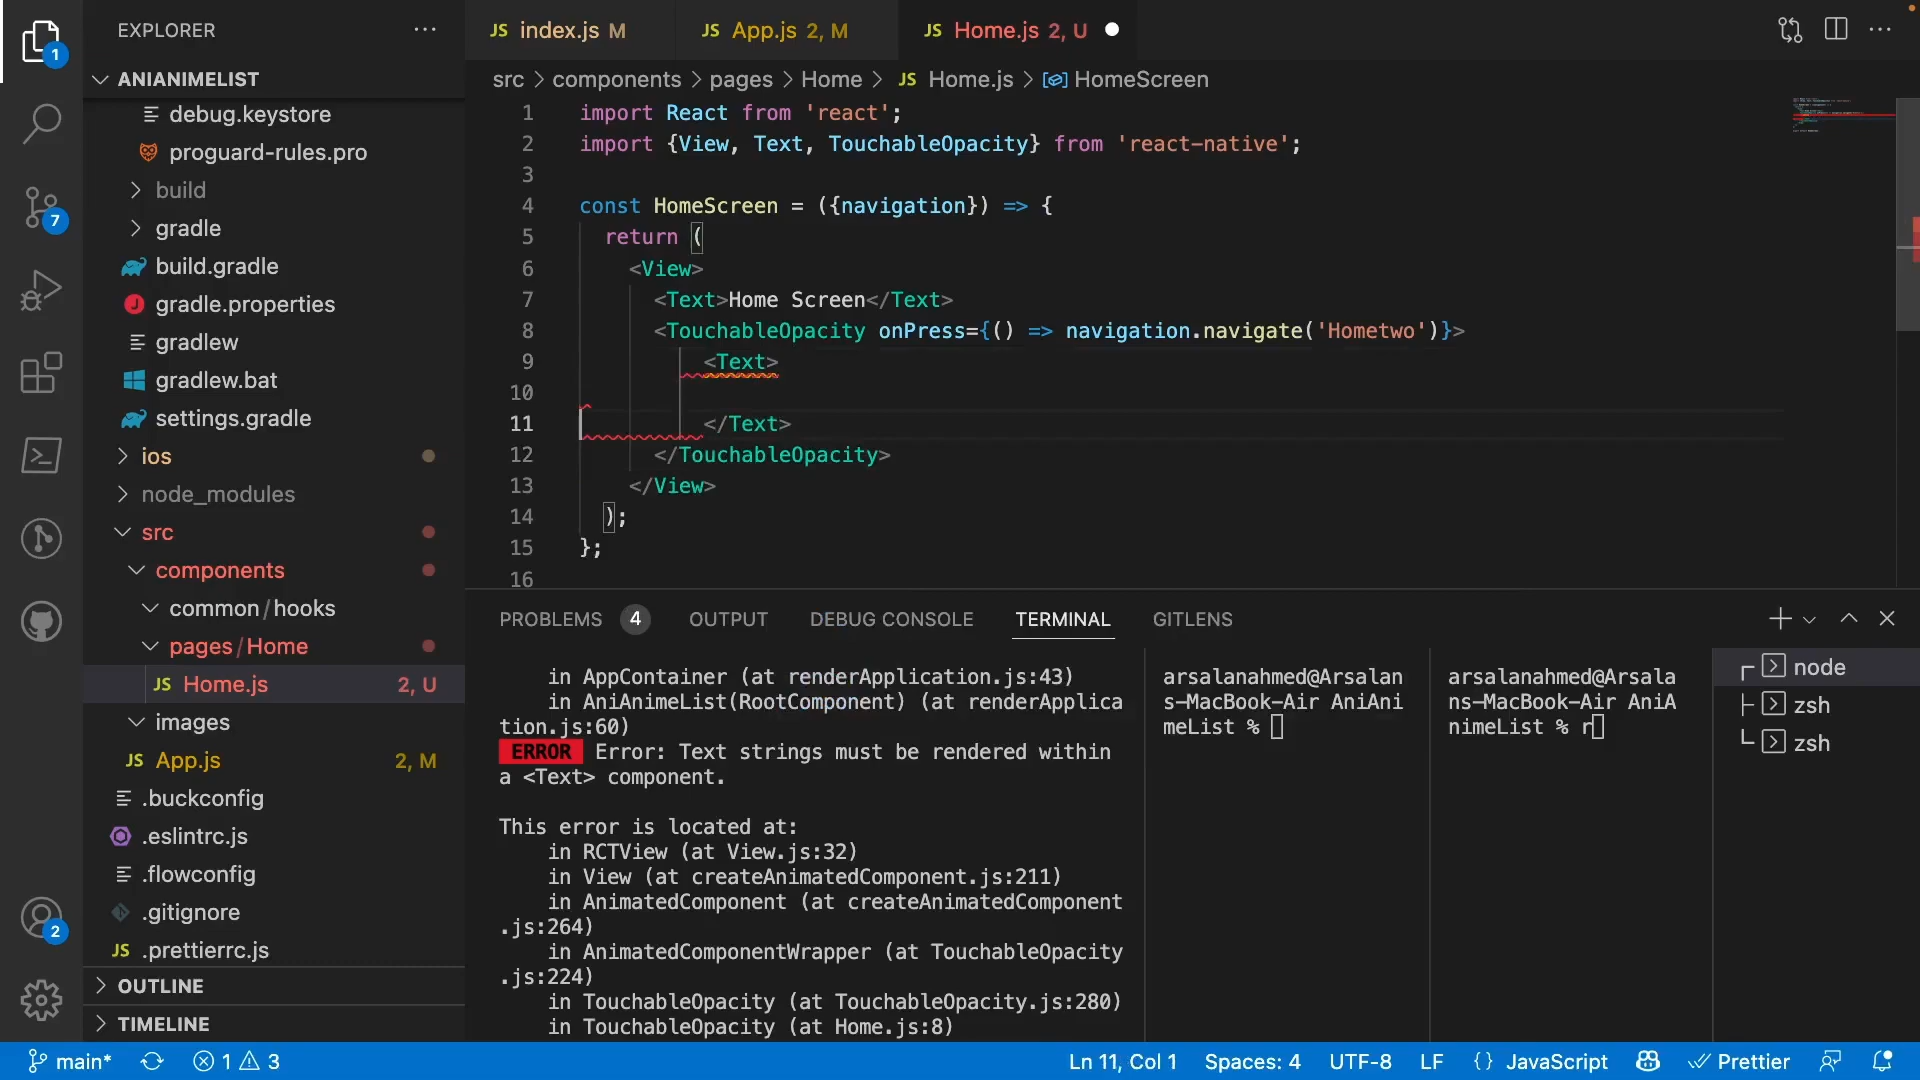 EXPLORER
ANIANIMELIST
debug.keystore
proguard-rules.pro
build
gradle
build.gradle
gradle.properties
gradlew
gradlew.bat
settings.gradle
ios
node_modules
src
components
common/hooks
pages/Home
JS Home.js 2, U
images
JS App.js 2, M
.buckconfig
.eslintrc.js
.flowconfig
.gitignore
JS .prettierrc.js
OUTLINE
TIMELINE
1
7
2
JS index.js M
JS App.js 2, M
JS Home.js 2, U
src > components > pages > Home > JS Home.js > HomeScreen
1 import React from 'react';
2 import {View, Text, TouchableOpacity} from 'react-native';
3
4 const HomeScreen = ({navigation}) => {
5 return (
6 <View>
7 <Text>Home Screen</Text>
8 <TouchableOpacity onPress={() => navigation.navigate('Hometwo')}>
9 <Text>
10
11 </Text>
12 </TouchableOpacity>
13 </View>
14 );
15 };
16
PROBLEMS 4 OUTPUT DEBUG CONSOLE TERMINAL GITLENS
in AppContainer (at renderApplication.js:43)
in AniAnimeList(RootComponent) (at renderApplica
tion.js:60)
ERROR Error: Text strings must be rendered within
a <Text> component.
This error is located at:
in RCTView (at View.js:32)
in View (at createAnimatedComponent.js:211)
in AnimatedComponent (at createAnimatedComponent
.js:264)
in AnimatedComponentWrapper (at TouchableOpacity
.js:224)
in TouchableOpacity (at TouchableOpacity.js:280)
in TouchableOpacity (at Home.js:8)
arsalanahmed@Arsalan
s-MacBook-Air AniAni
meList %
arsalanahmed@Arsala
ns-MacBook-Air AniA
nimeList % r
node
zsh
zsh
main* 1 3
Ln 11, Col 1 Spaces: 4 UTF-8 LF {} JavaScript Prettier